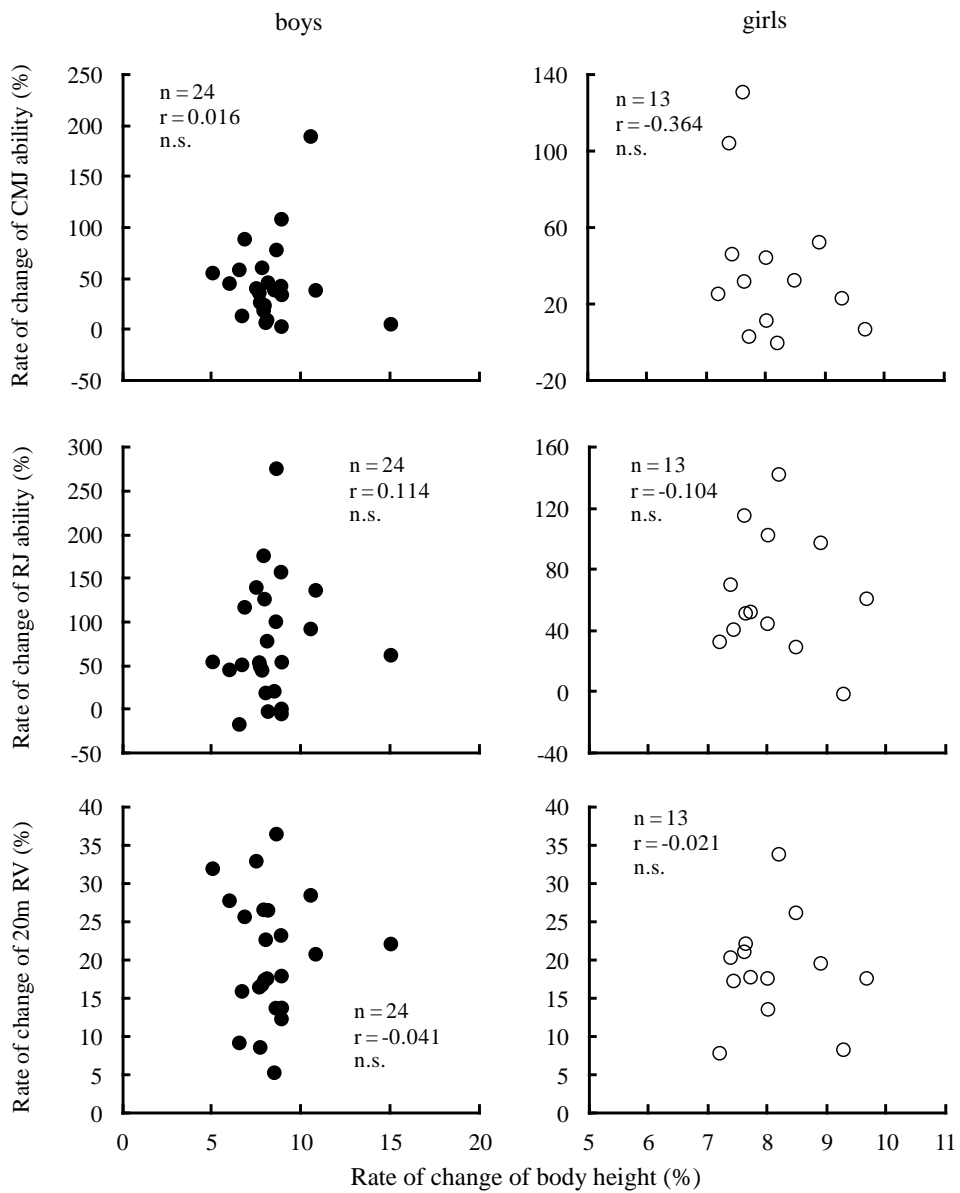 boys
girls
Rate of change of CMJ ability (%)
250
200
150
100
50
0
-50
n = 24
r = 0.016
n.s.
140
100
60
20
-20
n = 13
r = -0.364
n.s.
Rate of change of RJ ability (%)
300
250
200
150
100
50
0
-50
n = 24
r = 0.114
n.s.
160
120
80
40
0
-40
n = 13
r = -0.104
n.s.
Rate of change of 20m RV (%)
40
35
30
25
20
15
10
5
0
n = 24
r = -0.041
n.s.
0 5 10 15 20
40
35
30
25
20
15
10
5
0
n = 13
r = -0.021
n.s.
5 6 7 8 9 10 11
Rate of change of body height (%)